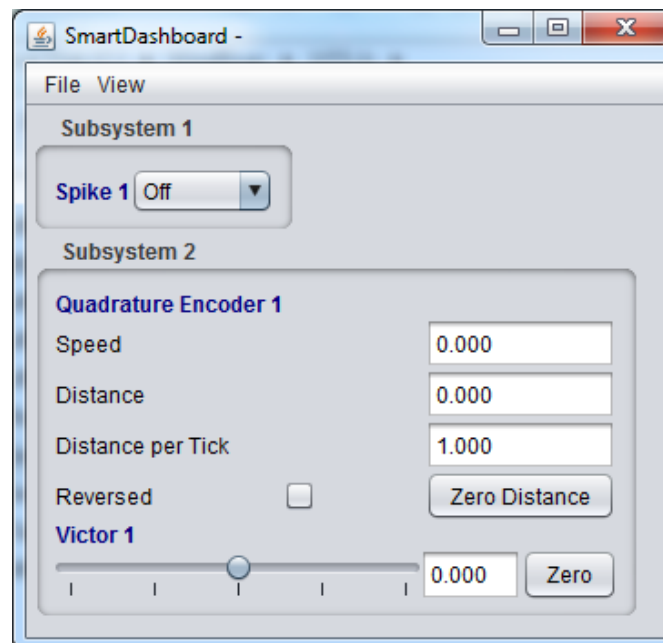 SmartDashboard -
File View
Subsystem 1
Spike 1 Off
Subsystem 2
Quadrature Encoder 1
Speed 0.000
Distance 0.000
Distance per Tick 1.000
Reversed Zero Distance
Victor 1
0.000 Zero